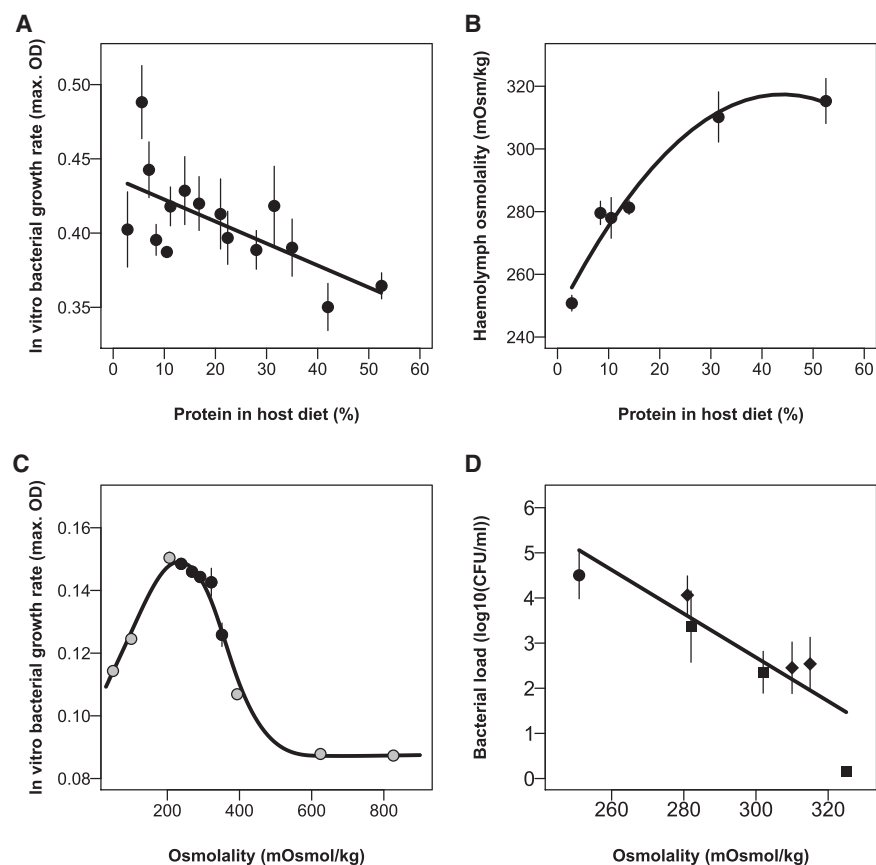 A
B
0.50
0.45
0.40
0.35
In vitro bacterial growth rate (max. OD)
0 10 20 30 40 50 60
Protein in host diet (%)
320
300
280
260
240
Haemolymph osmolality (mOsm/kg)
0 10 20 30 40 50 60
Protein in host diet (%)
C
D
0.16
0.14
0.12
0.10
0.08
In vitro bacterial growth rate (max. OD)
200 400 600 800
Osmolality (mOsmol/kg)
6
5
4
3
2
1
0
Bacterial load (log10(CFU/ml))
260 280 300 320
Osmolality (mOsmol/kg)